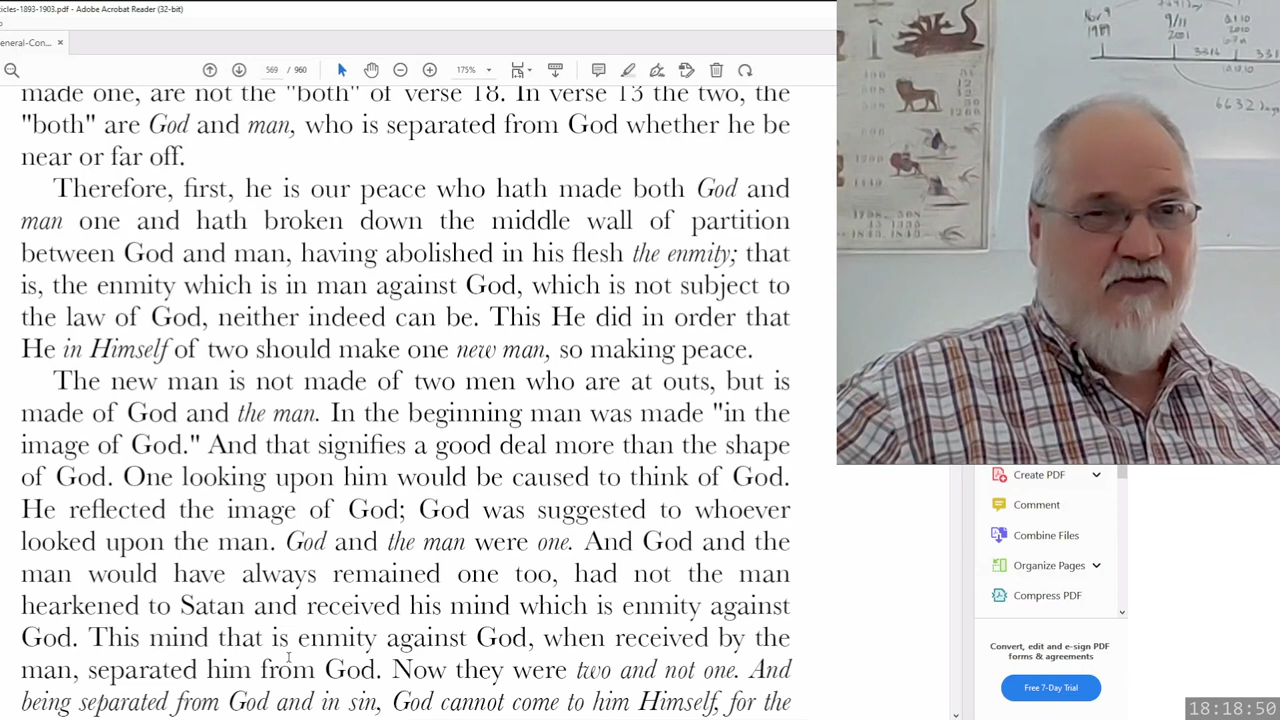 ticles-1893-1903.pdf - Adobe Acrobat Reader (32-bit)
eneral-Con... ×
569 / 960
175%
made one, are not the "both" of verse 18. In verse 13 the two, the
"both" are God and man, who is separated from God whether he be
near or far off.
Therefore, first, he is our peace who hath made both God and
man one and hath broken down the middle wall of partition
between God and man, having abolished in his flesh the enmity; that
is, the enmity which is in man against God, which is not subject to
the law of God, neither indeed can be. This He did in order that
He in Himself of two should make one new man, so making peace.
The new man is not made of two men who are at outs, but is
made of God and the man. In the beginning man was made "in the
image of God." And that signifies a good deal more than the shape
of God. One looking upon him would be caused to think of God.
He reflected the image of God; God was suggested to whoever
looked upon the man. God and the man were one. And God and the
man would have always remained one too, had not the man
hearkened to Satan and received his mind which is enmity against
God. This mind that is enmity against God, when received by the
man, separated him from God. Now they were two and not one. And
being separated from God and in sin, God cannot come to him Himself, for the
Nov 9
1989
9/11
2001
2010
6632 days
Create PDF
Comment
Combine Files
Organize Pages
Compress PDF
Convert, edit and e-sign PDF
forms & agreements
Free 7-Day Trial
18:18:50